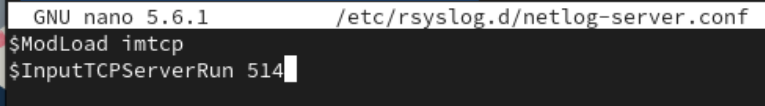 GNU nano 5.6.1 /etc/rsyslog.d/netlog-server.conf
$ModLoad imtcp
$InputTCPServerRun 514